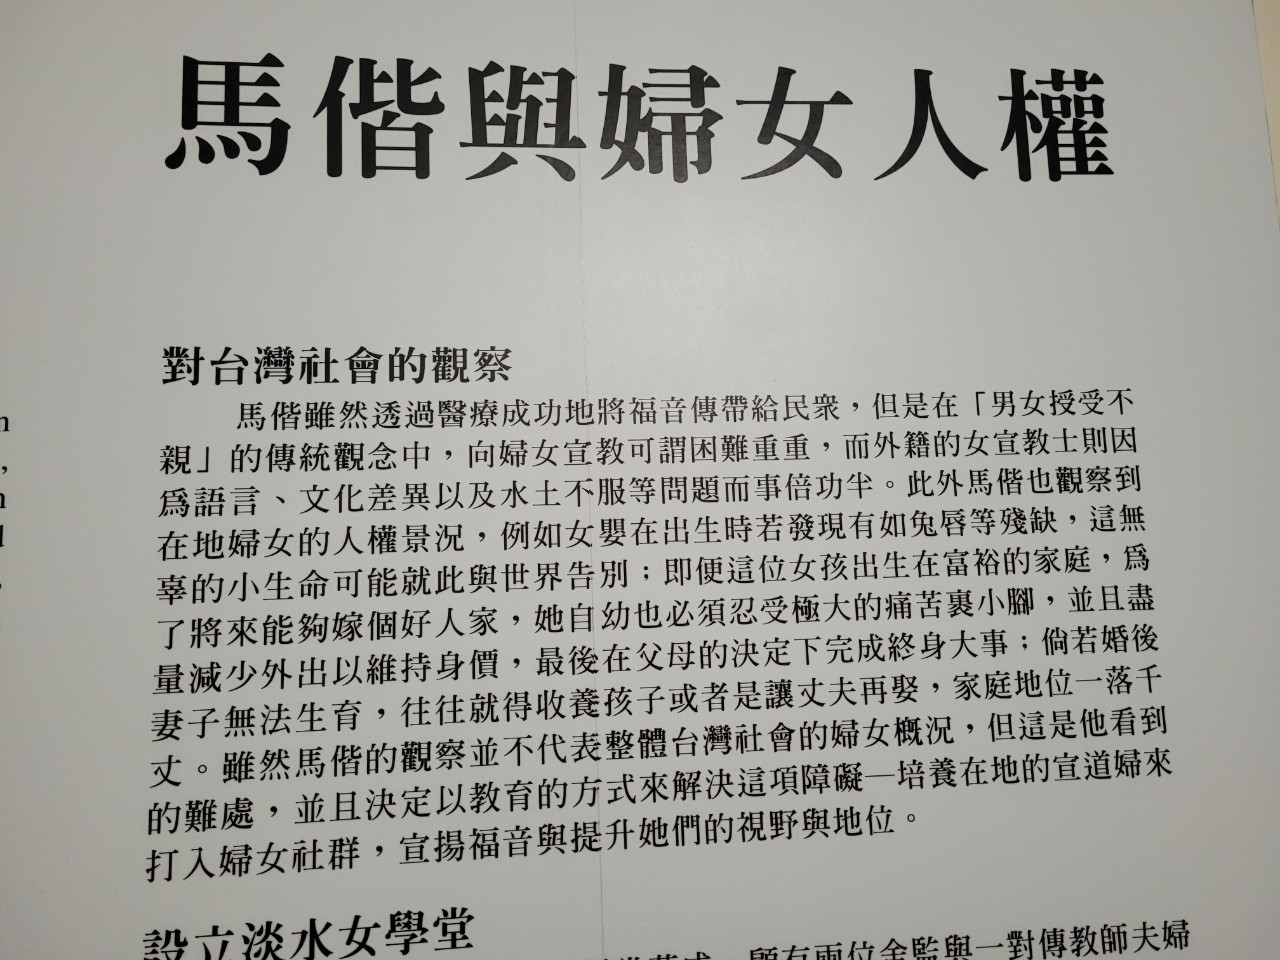 馬偕與婦女人權
對台灣社會的觀察
馬偕雖然透過醫療成功地將福音傳帶給民眾，但是在「男女授受不
親」的傳統觀念中，向婦女宣教可謂困難重重，而外籍的女宣教士則因
為語言、文化差異以及水土不服等問題而事倍功半。此外馬偕也觀察到
在地婦女的人權景況，例如女嬰在出生時若發現有如兔唇等殘缺，這無
辜的小生命可能就此與世界告別；即便這位女孩出生在富裕的家庭，為
了將來能夠嫁個好人家，她自幼也必須忍受極大的痛苦裹小腳，並且盡
量減少外出以維持身價，最後在父母的決定下完成終身大事；倘若婚後
妻子無法生育，往往就得收養孩子或者是讓丈夫再娶，家庭地位一落千
丈。雖然馬偕的觀察並不代表整體台灣社會的婦女概況，但這是他看到
的難處，並且決定以教育的方式來解決這項障礙—培養在地的宣道婦來
打入婦女社群，宣揚福音與提升她們的視野與地位。
設立淡水女學堂
顧有兩位金監與一對傳教師夫婦